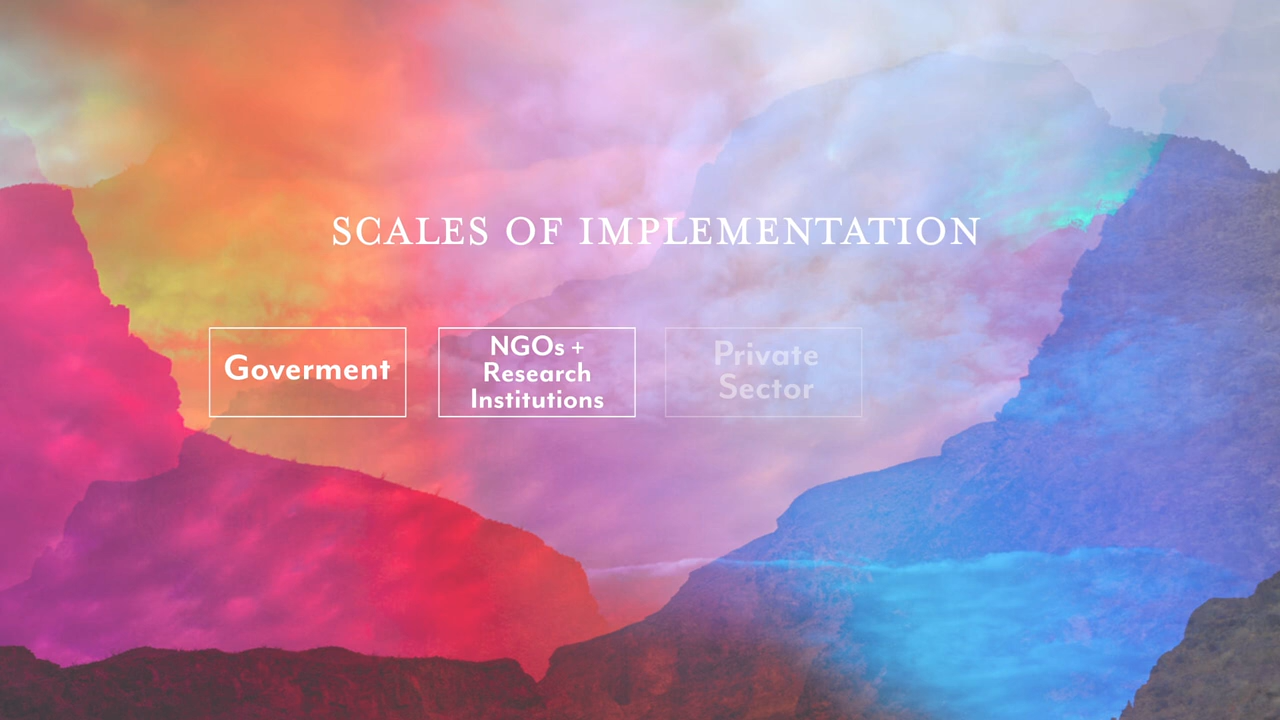 SCALES OF IMPLEMENTATION
Goverment
NGOs +
Research
Institutions
Private
Sector